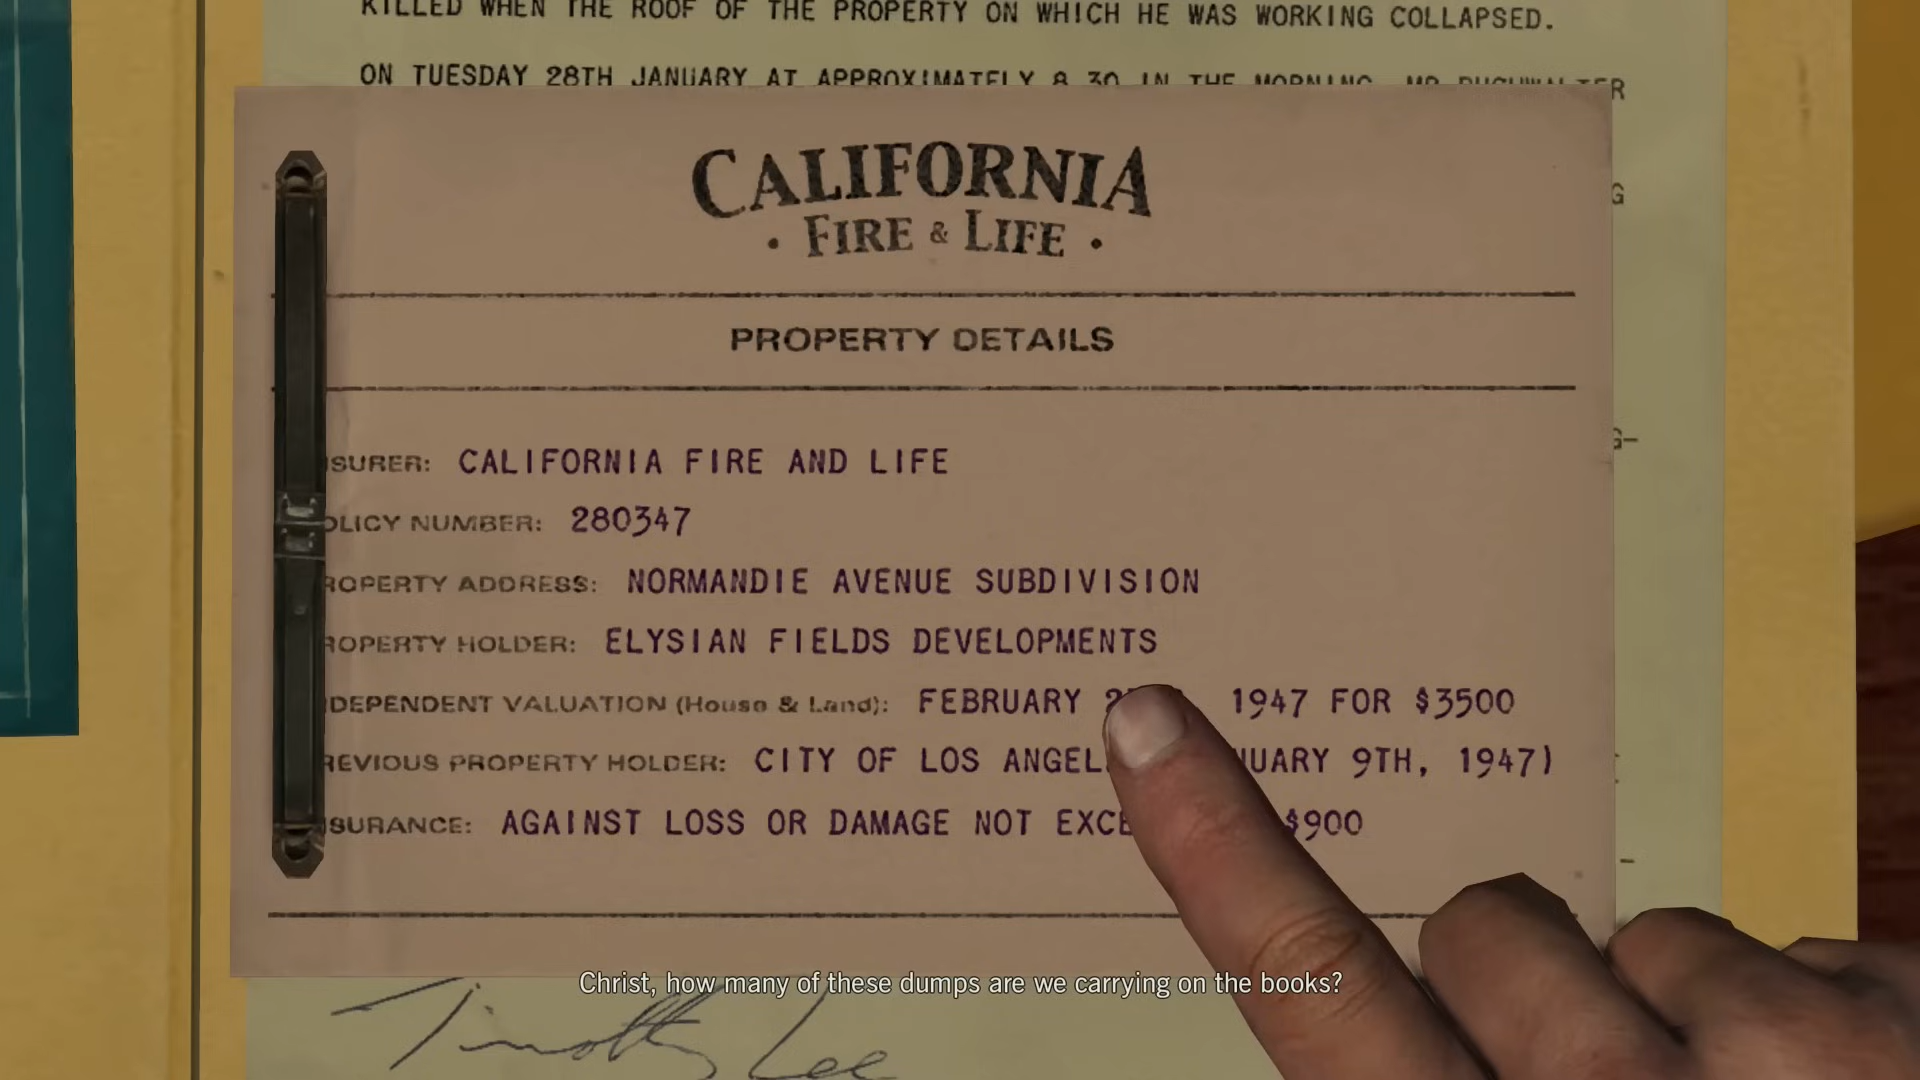 KILLED WHEN THE ROOF OF THE PROPERTY ON WHICH HE WAS WORKING COLLAPSED.
ON TUESDAY 28TH JANUARY AT APPROXIMATELY 8.30 IN THE MORNING, MR
CALIFORNIA
• FIRE & LIFE •
PROPERTY DETAILS
SURER: CALIFORNIA FIRE AND LIFE
OLICY NUMBER: 280347
ROPERTY ADDRESS: NORMANDIE AVENUE SUBDIVISION
ROPERTY HOLDER: ELYSIAN FIELDS DEVELOPMENTS
DEPENDENT VALUATION (House & Land): FEBRUARY 1947 FOR $3500
REVIOUS PROPERTY HOLDER: CITY OF LOS ANGEL UARY 9TH, 1947)
SURANCE: AGAINST LOSS OR DAMAGE NOT EXCE $900
Christ, how many of these dumps are we carrying on the books?
Timothy Lee